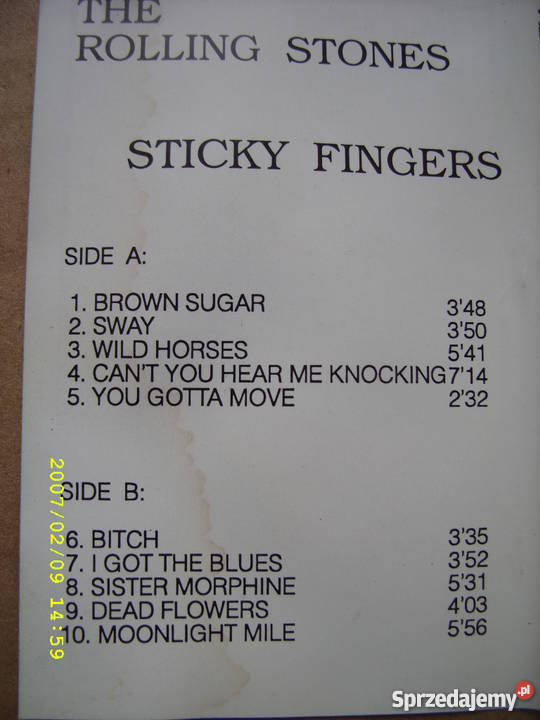 THE
ROLLING STONES
STICKY FINGERS
SIDE A:
1. BROWN SUGAR 3'48
2. SWAY 3'50
3. WILD HORSES 5'41
4. CAN'T YOU HEAR ME KNOCKING 7'14
5. YOU GOTTA MOVE 2'32
SIDE B:
6. BITCH 3'35
7. I GOT THE BLUES 3'52
8. SISTER MORPHINE 5'31
9. DEAD FLOWERS 4'03
10. MOONLIGHT MILE 5'56
2007/02/09 14:59
Sprzedajemy.pl